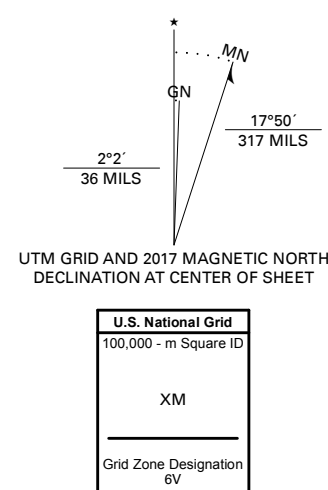 ★
MN
GN
17°50´
317 MILS
2°2´
36 MILS
UTM GRID AND 2017 MAGNETIC NORTH
DECLINATION AT CENTER OF SHEET
U.S. National Grid
100,000 - m Square ID
XM
Grid Zone Designation
6V